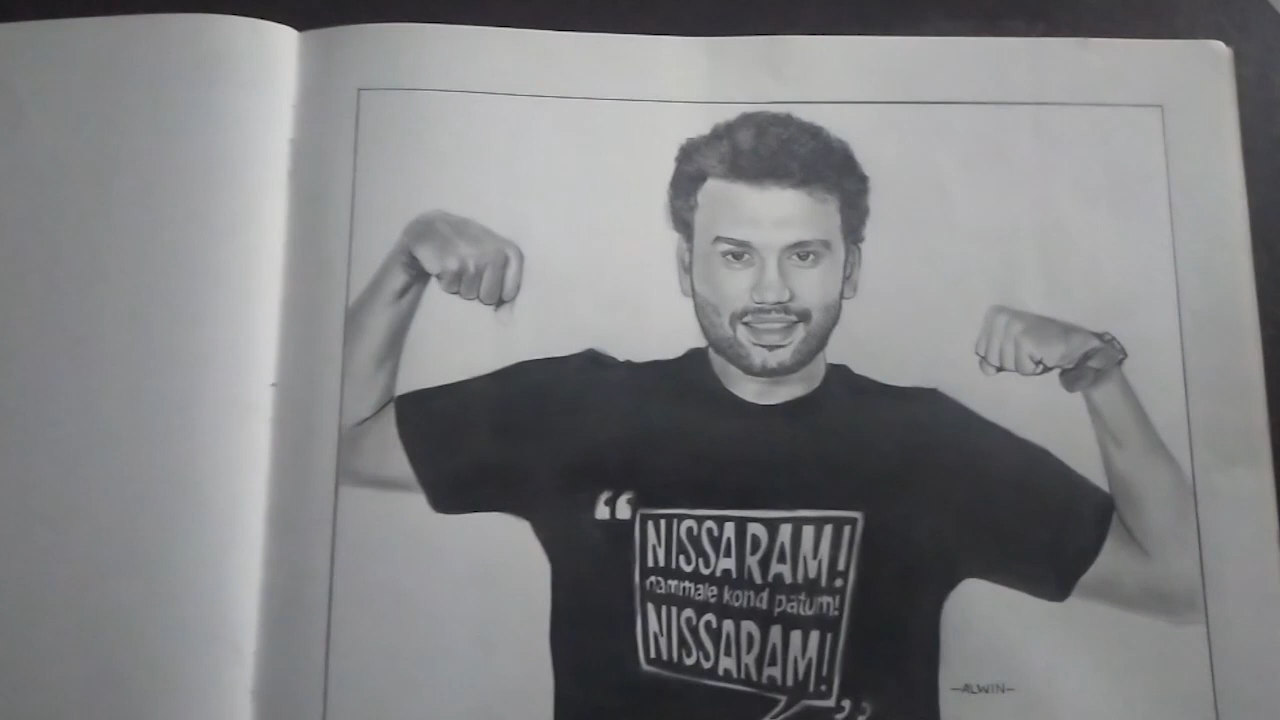 “
NISSARAM!
nammale kond patum!
NISSARAM!
”
—ALWIN—